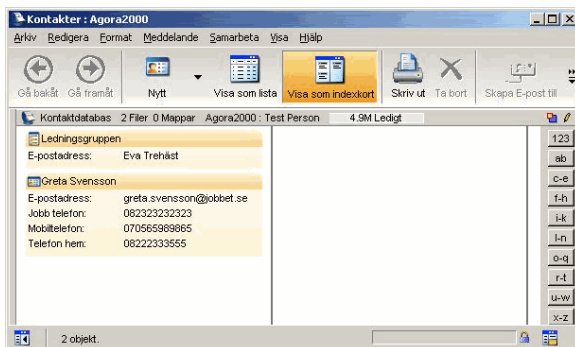 Kontakter : Agora2000
Arkiv Redigera Format Meddelande Samarbeta Visa Hjälp
Gå bakåt Gå framåt Nytt Visa som lista Visa som indexkort Skriv ut Ta bort Skapa E-post till
Kontaktdatabas 2 Filer 0 Mappar Agora2000 : Test Person 4.9M Ledigt
Ledningsgruppen
E-postadress: Eva Trehäst
Greta Svensson
E-postadress: greta.svensson@jobbet.se
Jobb telefon: 082323232323
Mobiltelefon: 070565989865
Telefon hem: 08222333555
123
ab
c-e
f-h
i-k
l-n
o-q
r-t
u-w
x-z
2 objekt.